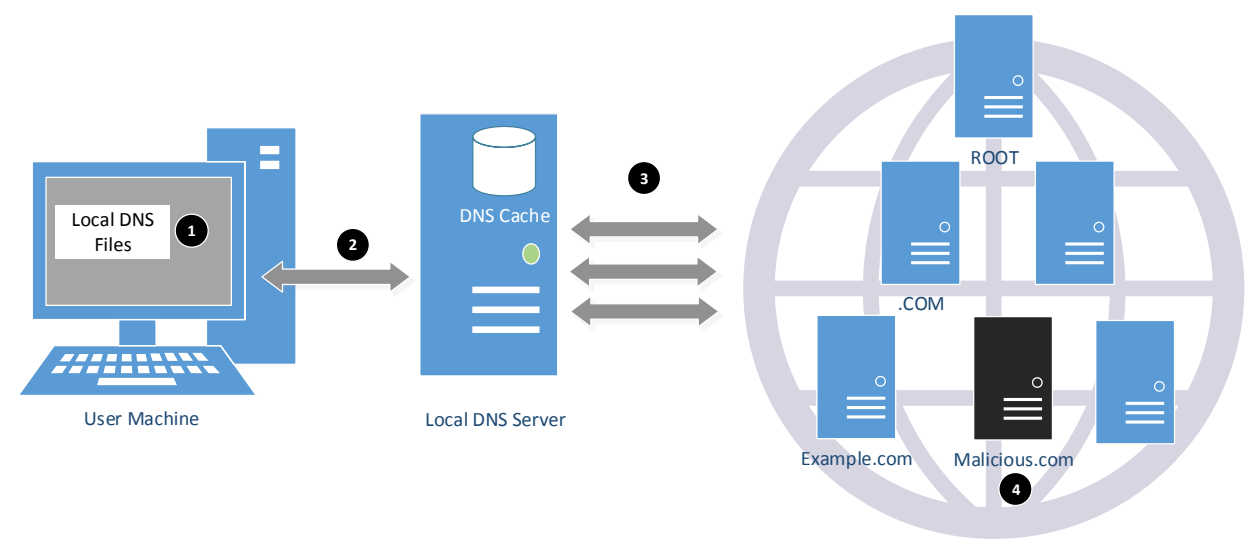 Local DNS
Files
1
2
DNS Cache
3
ROOT
.COM
User Machine
Local DNS Server
Example.com
Malicious.com
4